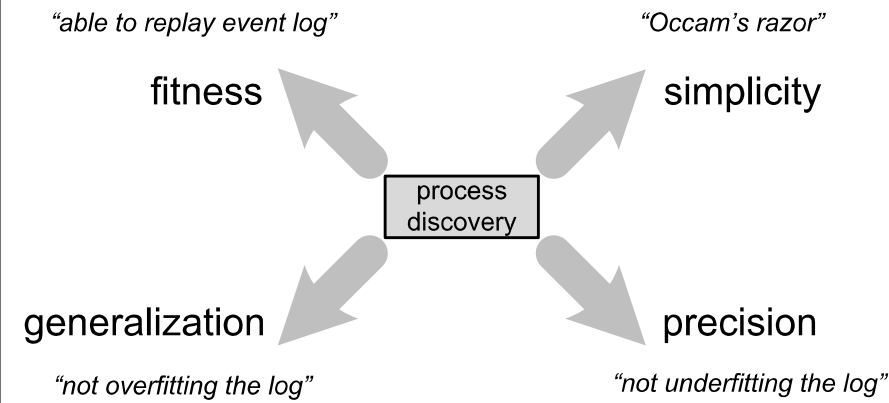 “able to replay event log”
“Occam’s razor”
fitness
simplicity
process
discovery
generalization
precision
“not overfitting the log”
“not underfitting the log”